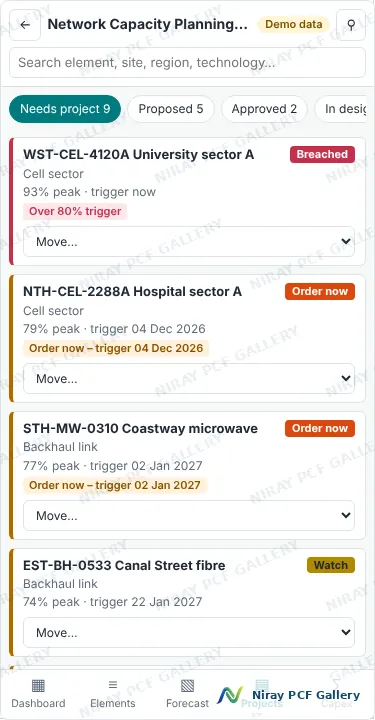 ← Network Capacity Planning... Demo data
Search element, site, region, technology...
Needs project 9 Proposed 5 Approved 2 In desig
WST-CEL-4120A University sector A Breached
Cell sector
93% peak · trigger now
Over 80% trigger
Move...
NTH-CEL-2288A Hospital sector A Order now
Cell sector
79% peak · trigger 04 Dec 2026
Order now – trigger 04 Dec 2026
Move...
STH-MW-0310 Coastway microwave Order now
Backhaul link
77% peak · trigger 02 Jan 2027
Order now – trigger 02 Jan 2027
Move...
EST-BH-0533 Canal Street fibre Watch
Backhaul link
74% peak · trigger 22 Jan 2027
Move...
Dashboard Elements Forecast Projects Capex
Niray PCF Gallery
NIRAY PCF GALLERY